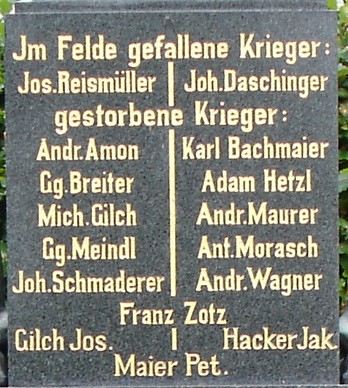 Jm Felde gefallene Krieger:
Jos.Reismüller | Joh.Daschinger
gestorbene Krieger:
Andr.Amon | Karl Bachmaier
Gg.Breiter | Adam Hetzl
Mich.Gilch | Andr.Maurer
Gg.Meindl | Ant.Morasch
Joh.Schmaderer | Andr.Wagner
Franz Zotz
Gilch Jos. | Hacker Jak.
Maier Pet.